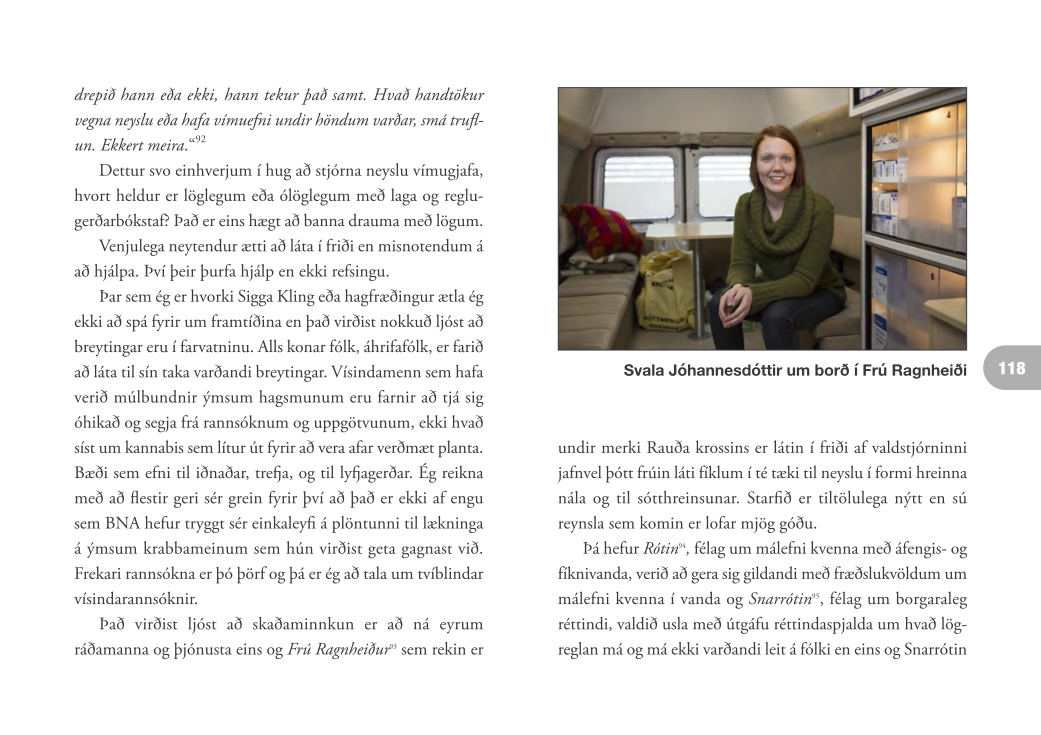 drepið hann eða ekki, hann tekur það samt. Hvað handtökur
vegna neyslu eða hafa vímuefni undir höndum varðar, smá trufl-
un. Ekkert meira.“92
Dettur svo einhverjum í hug að stjórna neyslu vímugjafa,
hvort heldur er löglegum eða ólöglegum með laga og reglu-
gerðarbókstaf? Það er eins hægt að banna drauma með lögum.
Venjulega neytendur ætti að láta í friði en misnotendum á
að hjálpa. Því þeir þurfa hjálp en ekki refsingu.
Þar sem ég er hvorki Sigga Kling eða hagfræðingur ætla ég
ekki að spá fyrir um framtíðina en það virðist nokkuð ljóst að
breytingar eru í farvatninu. Alls konar fólk, áhrifafólk, er farið
að láta til sín taka varðandi breytingar. Vísindamenn sem hafa
verið múlbundnir ýmsum hagsmunum eru farnir að tjá sig
óhikað og segja frá rannsóknum og uppgötvunum, ekki hvað
síst um kannabis sem lítur út fyrir að vera afar verðmæt planta.
Bæði sem efni til iðnaðar, trefja, og til lyfjagerðar. Ég reikna
með að flestir geri sér grein fyrir því að það er ekki af engu
sem BNA hefur tryggt sér einkaleyfi á plöntunni til lækninga
á ýmsum krabbameinum sem hún virðist geta gagnast við.
Frekari rannsókna er þó þörf og þá er ég að tala um tvíblindar
vísindarannsóknir.
Það virðist ljóst að skaðaminnkun er að ná eyrum
ráðamanna og þjónusta eins og Frú Ragnheiður93 sem rekin er
4
6
Svala Jóhannesdóttir um borð í Frú Ragnheiði
118
undir merki Rauða krossins er látin í friði af valdstjórninni
jafnvel þótt frúin láti fíklum í té tæki til neyslu í formi hreinna
nála og til sótthreinsunar. Starfið er tiltölulega nýtt en sú
reynsla sem komin er lofar mjög góðu.
Þá hefur Rótin94, félag um málefni kvenna með áfengis- og
fíknivanda, verið að gera sig gildandi með fræðslukvöldum um
málefni kvenna í vanda og Snarrótin95, félag um borgaraleg
réttindi, valdið usla með útgáfu réttindaspjalda um hvað lög-
reglan má og má ekki varðandi leit á fólki en eins og Snarrótin